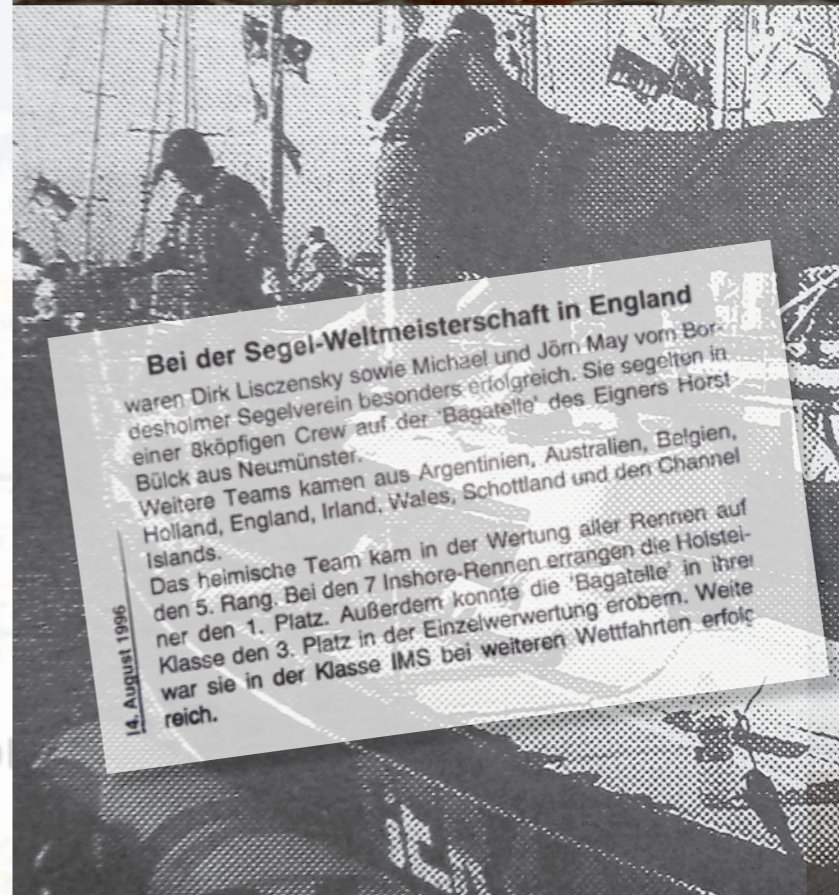 Bei der Segel-Weltmeisterschaft in England
waren Dirk Lisczensky sowie Michael und Jörn May vom Bor-
desholmer Segelverein besonders erfolgreich. Sie segelten in
einer 8köpfigen Crew auf der 'Bagatelle' des Eigners Horst
Bülck aus Neumünster.
Weitere Teams kamen aus Argentinien, Australien, Belgien,
Holland, England, Irland, Wales, Schottland und den Channel
Islands.
Das heimische Team kam in der Wertung aller Rennen auf
den 5. Rang. Bei den 7 Inshore-Rennen errangen die Holstei-
ner den 1. Platz. Außerdem konnte die 'Bagatelle' in ihrer
Klasse den 3. Platz in der Einzelwerwertung erobern. Weite
war sie in der Klasse IMS bei weiteren Wettfahrten erfolg
reich.
14. August 1996